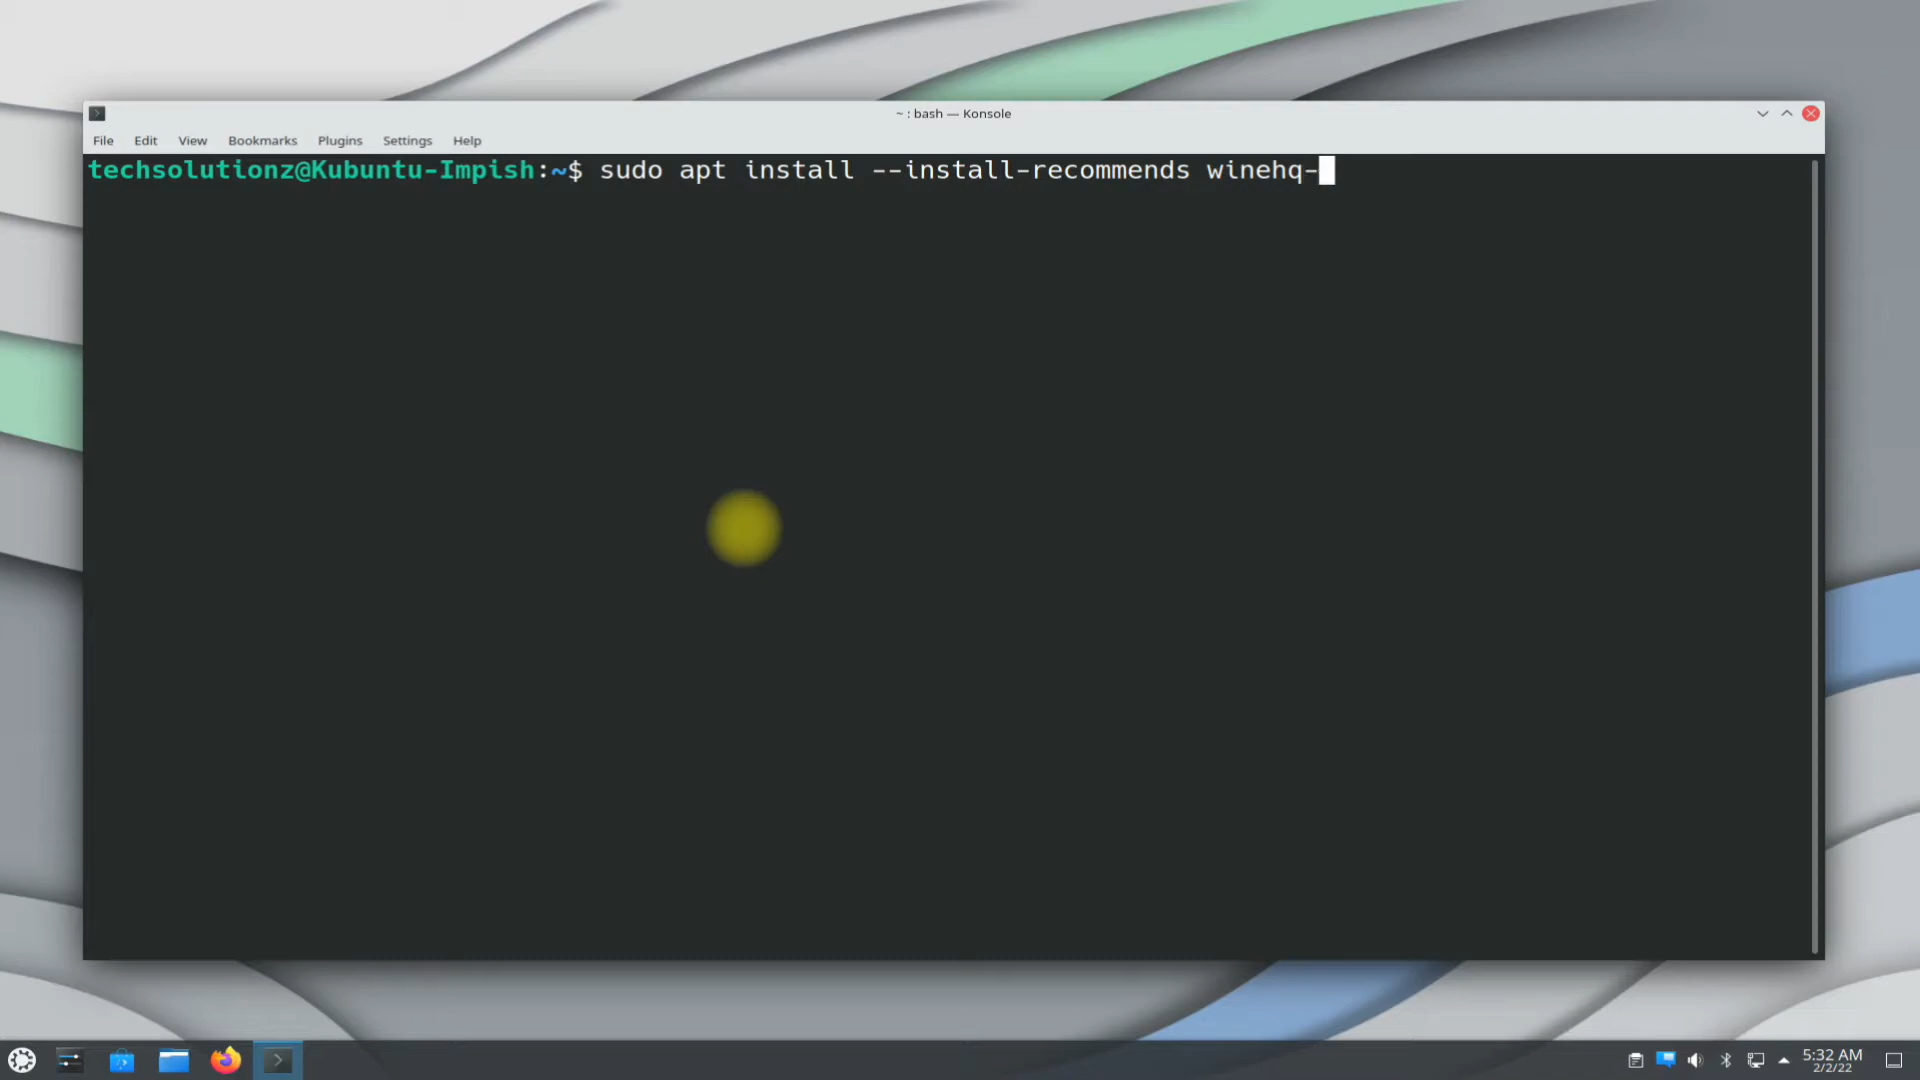 ~ : bash — Konsole
File Edit View Bookmarks Plugins Settings Help
techsolutionz@Kubuntu-Impish:~$ sudo apt install --install-recommends winehq-
5:32 AM
2/2/22